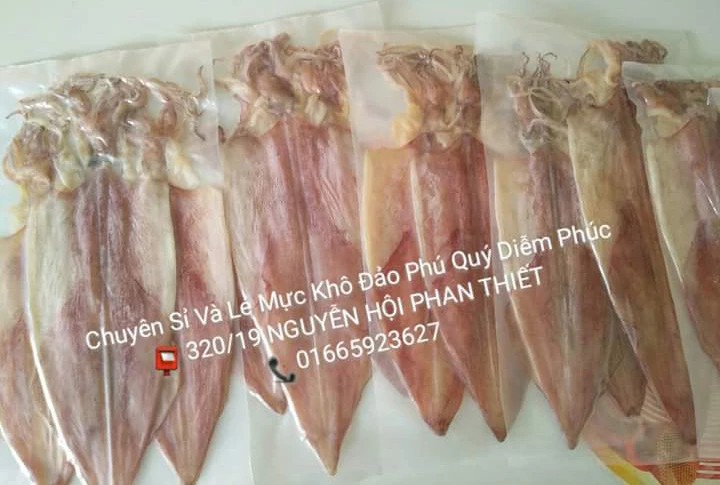 Chuyên Sỉ Và Lẻ Mực Khô Đảo Phú Quý Diễm Phúc
320/19 NGUYỄN HỘI PHAN THIẾT
01665923627